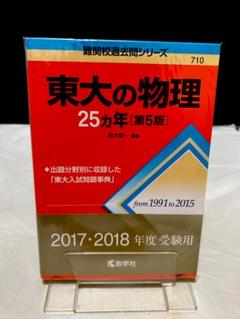 難関校過去問シリーズ
710
東大の物理
25カ年[第5版]
編著
◆出題分野別に収録した
「東大入試問題事典」
from 1991 to 2015
2017・2018 年度 受験用
教学社